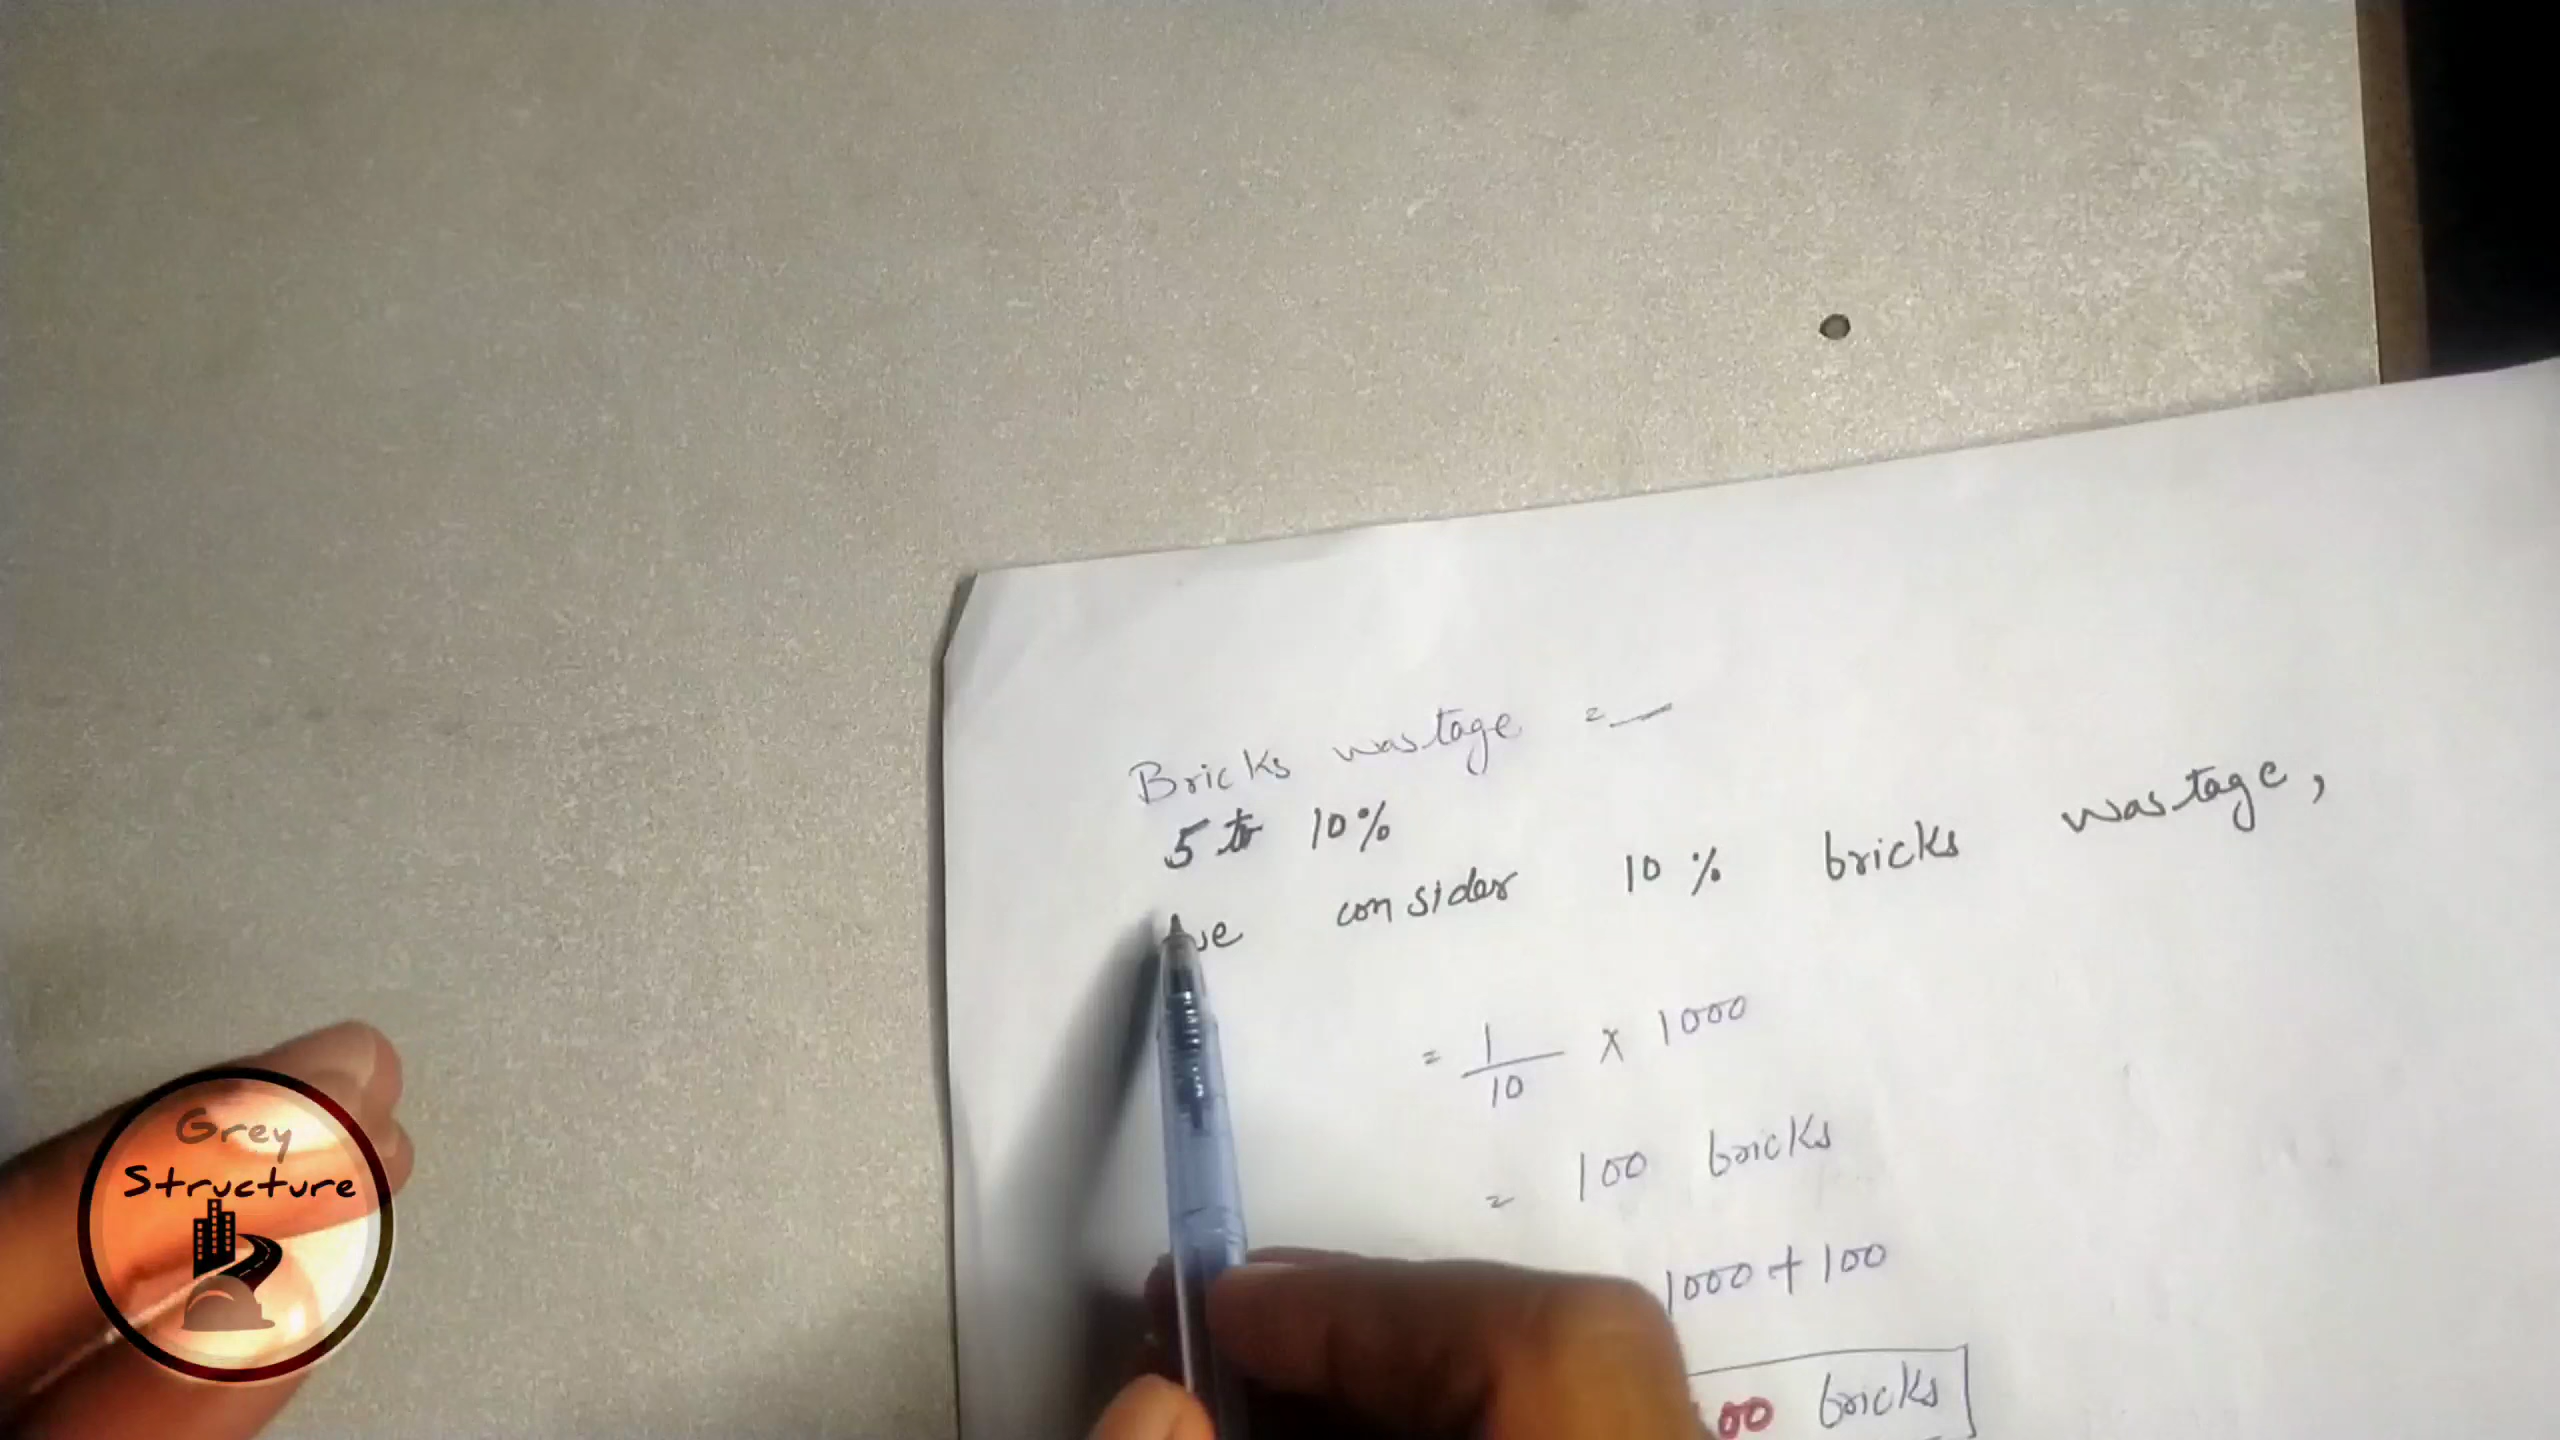 Bricks wastage =
5 to 10%
we consider 10% bricks wastage,
= 1/10 x 1000
= 100 bricks
1000 + 100
00 bricks
Grey
Structure